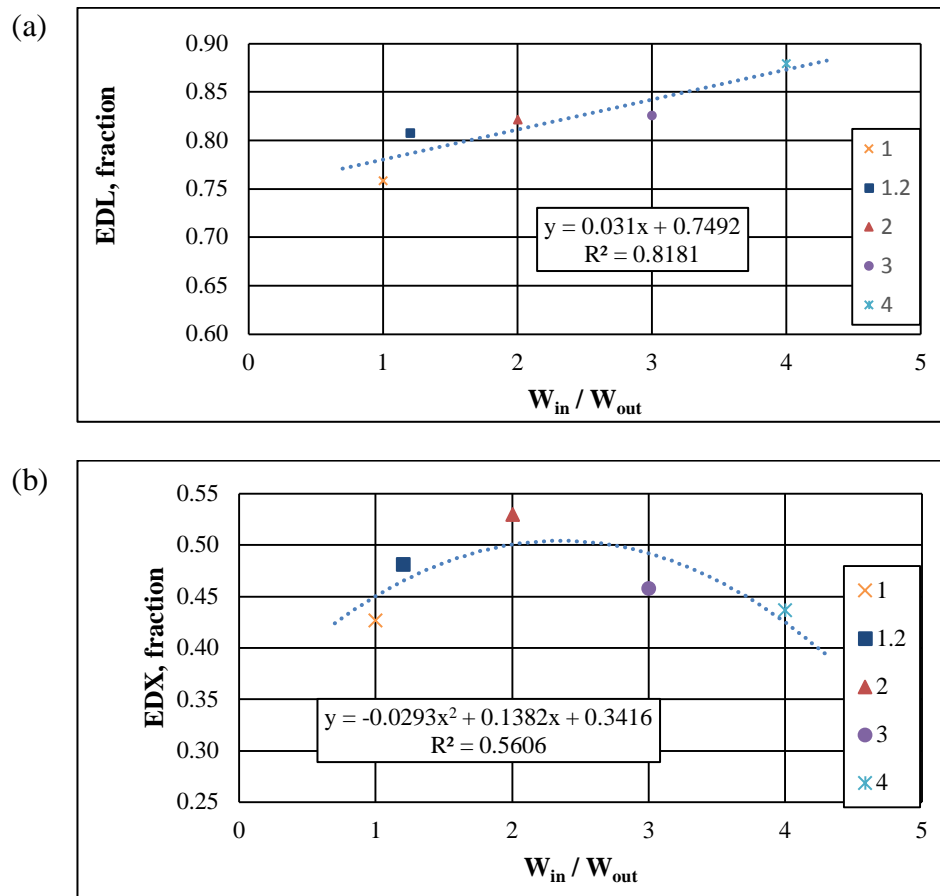 (a)
EDL, fraction
0.90
0.85
0.80
0.75
0.70
0.65
0.60
0 1 2 3 4 5
W_in / W_out
y = 0.031x + 0.7492
R² = 0.8181
1
1.2
2
3
4
(b)
EDX, fraction
0.55
0.50
0.45
0.40
0.35
0.30
0.25
0 1 2 3 4 5
W_in / W_out
y = -0.0293x² + 0.1382x + 0.3416
R² = 0.5606
1
1.2
2
3
4